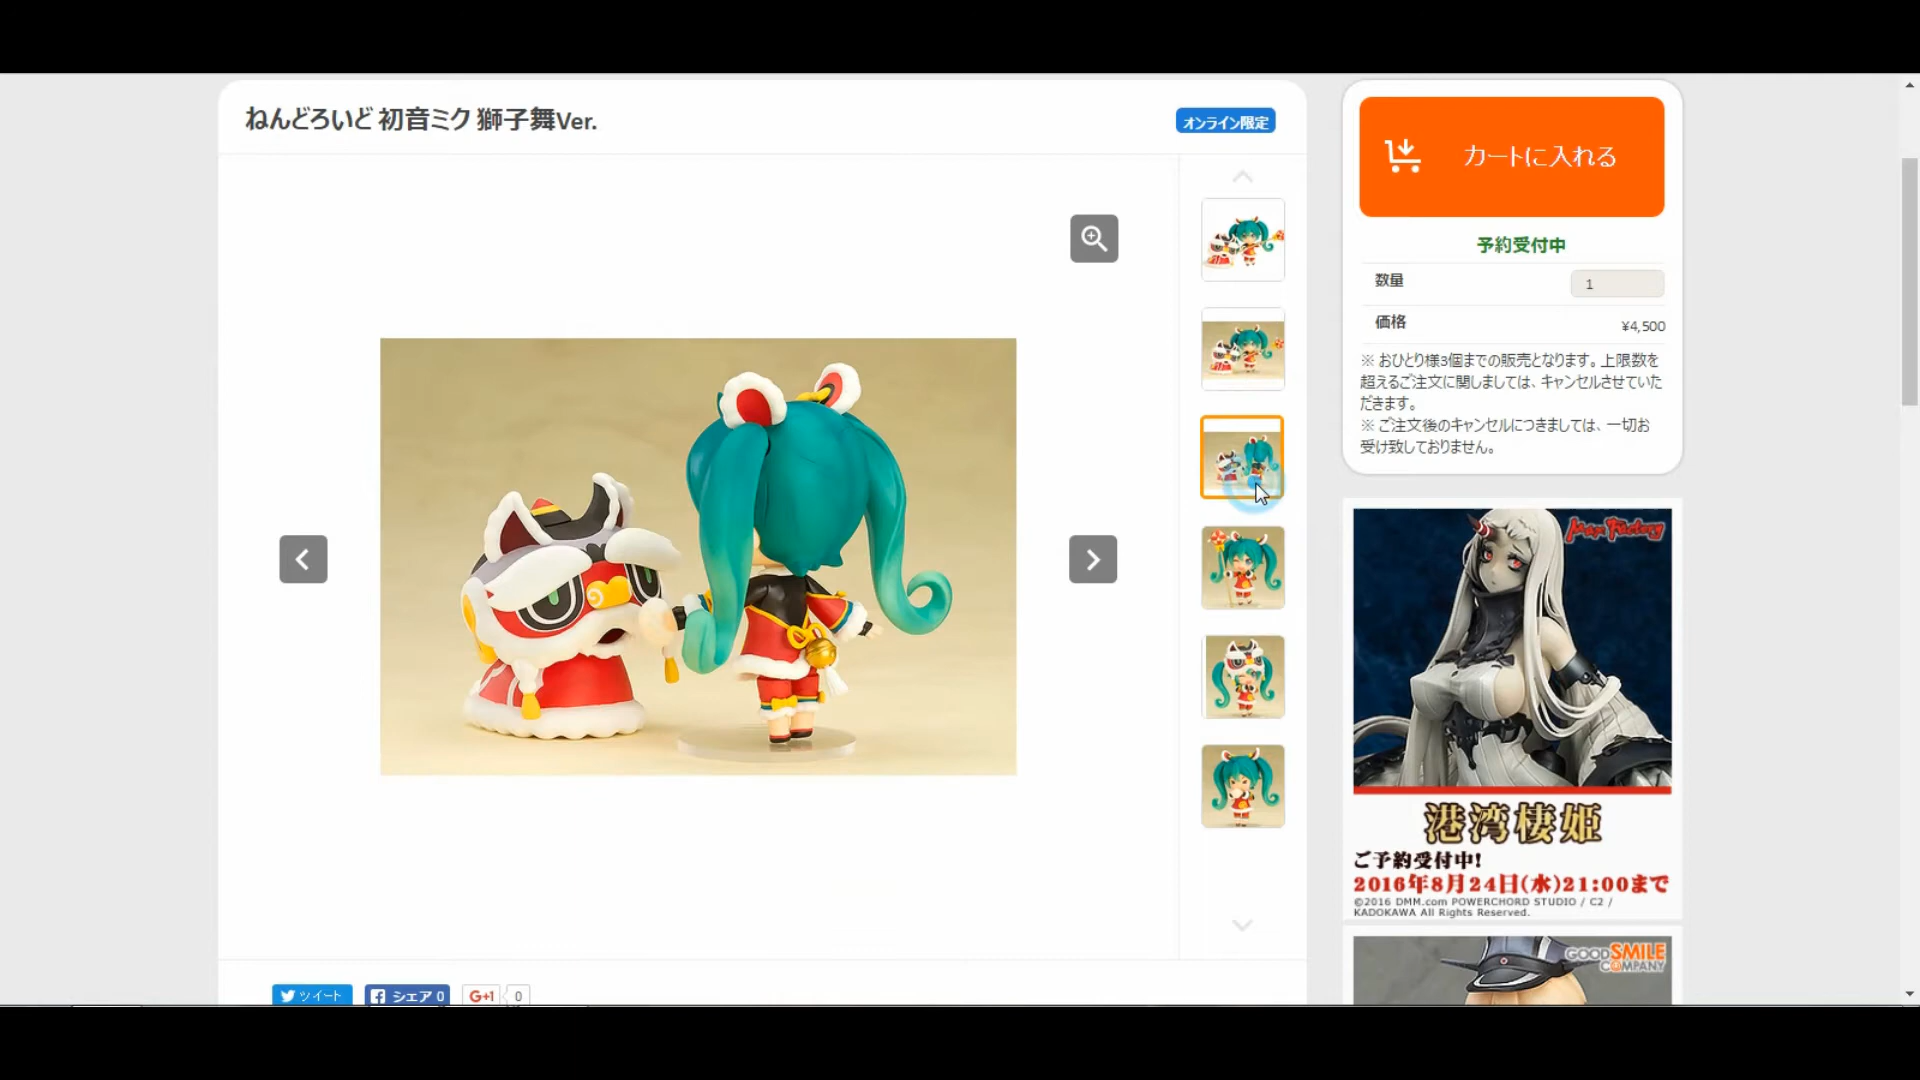 ねんどろいど 初音ミク 獅子舞Ver.
オンライン限定
カートに入れる
予約受付中
数量
1
価格
¥4,500
※ おひとり様3個までの販売となります。上限数を
超えるご注文に関しましては、キャンセルさせていた
だきます。
※ ご注文後のキャンセルにつきましては、一切お
受け致しておりません。
Max Factory
港湾棲姫
ご予約受付中!
2016年8月24日(水)21:00まで
©2016 DMM.com POWERCHORD STUDIO / C2 /
KADOKAWA All Rights Reserved.
GOODSMILE
COMPANY
ツイート
シェア 0
G+1
0